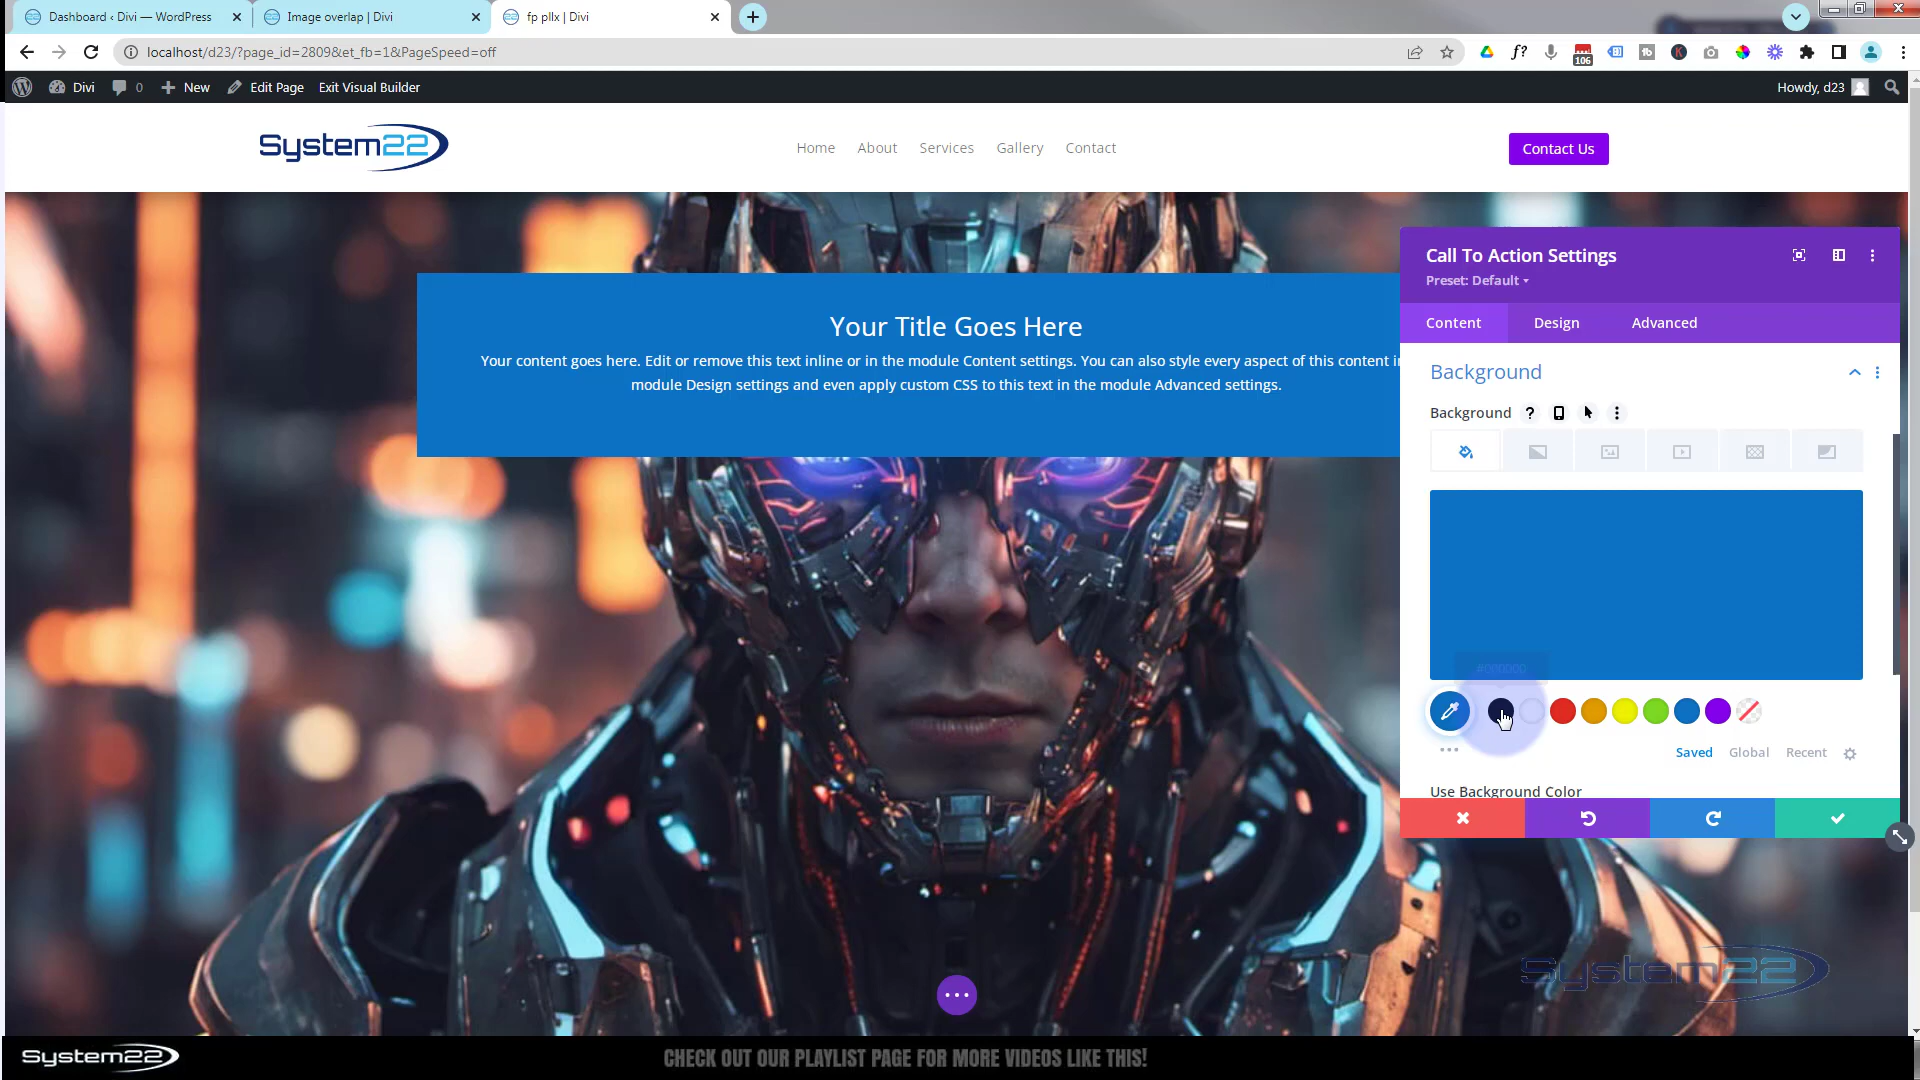 Dashboard ‹ Divi — WordPress
Image overlap | Divi
fp pllx | Divi
localhost/d23/?page_id=2809&et_fb=1&PageSpeed=off
106
Divi
0
New
Edit Page
Exit Visual Builder
Howdy, d23
System22
Home
About
Services
Gallery
Contact
Contact Us
Your Title Goes Here
Your content goes here. Edit or remove this text inline or in the module Content settings. You can also style every aspect of this content in
module Design settings and even apply custom CSS to this text in the module Advanced settings.
Call To Action Settings
Preset: Default
Content
Design
Advanced
Background
Background
#000000
Saved
Global
Recent
Use Background Color
System22
System22
CHECK OUT OUR PLAYLIST PAGE FOR MORE VIDEOS LIKE THIS!